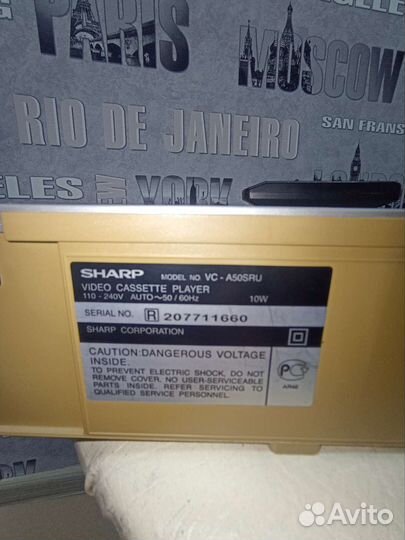 PARIS
MOSCOW
RIO DE JANEIRO
SAN FRANS
ELES
YORK
SHARP MODEL NO. VC - A50SRU
VIDEO CASSETTE PLAYER
110 - 240V AUTO~50 / 60Hz 10W
SERIAL NO. R 207711660
SHARP CORPORATION
CAUTION:DANGEROUS VOLTAGE
INSIDE.
TO PREVENT ELECTRIC SHOCK, DO NOT
REMOVE COVER. NO USER-SERVICEABLE
PARTS INSIDE. REFER SERVICING TO
QUALIFIED SERVICE PERSONNEL.
Avito